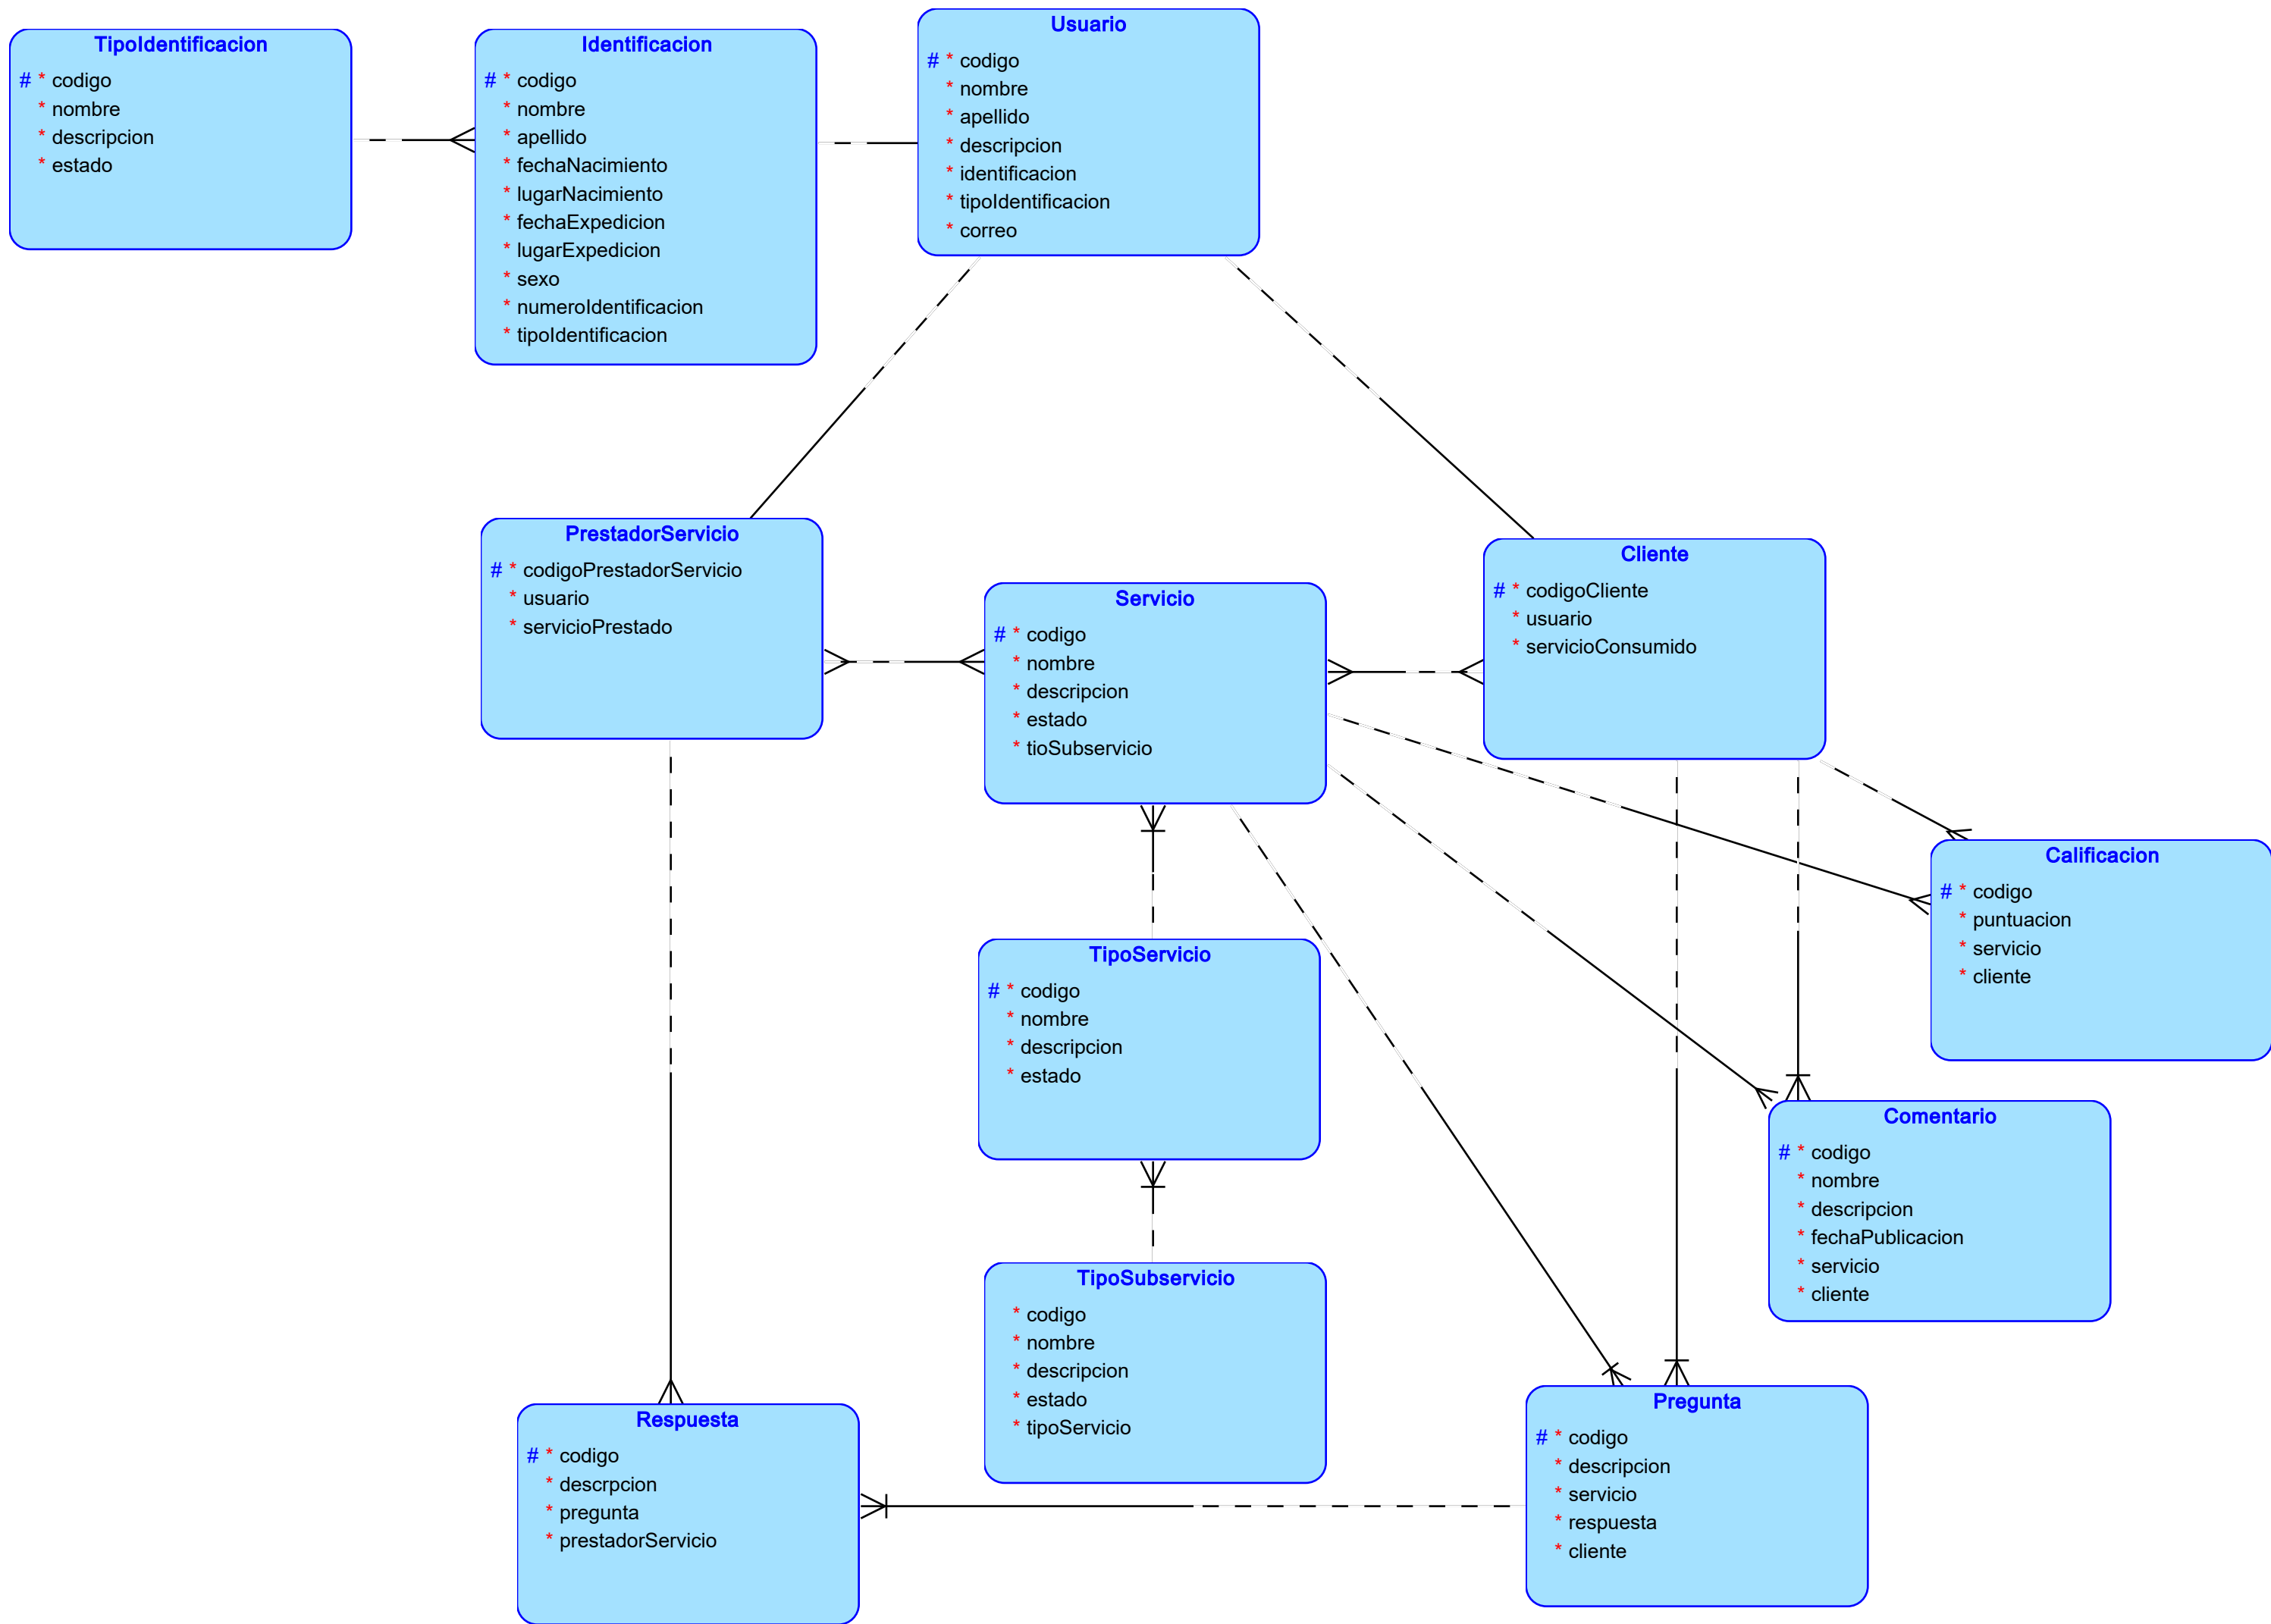 TipoIdentificacion
# * codigo
* nombre
* descripcion
* estado
Identificacion
# * codigo
* nombre
* apellido
* fechaNacimiento
* lugarNacimiento
* fechaExpedicion
* lugarExpedicion
* sexo
* numeroIdentificacion
* tipoIdentificacion
Usuario
# * codigo
* nombre
* apellido
* descripcion
* identificacion
* tipoIdentificacion
* correo
PrestadorServicio
# * codigoPrestadorServicio
* usuario
* servicioPrestado
Servicio
# * codigo
* nombre
* descripcion
* estado
* tioSubservicio
Cliente
# * codigoCliente
* usuario
* servicioConsumido
Calificacion
# * codigo
* puntuacion
* servicio
* cliente
TipoServicio
# * codigo
* nombre
* descripcion
* estado
Comentario
# * codigo
* nombre
* descripcion
* fechaPublicacion
* servicio
* cliente
TipoSubservicio
* codigo
* nombre
* descripcion
* estado
* tipoServicio
Respuesta
# * codigo
* descrpcion
* pregunta
* prestadorServicio
Pregunta
# * codigo
* descripcion
* servicio
* respuesta
* cliente